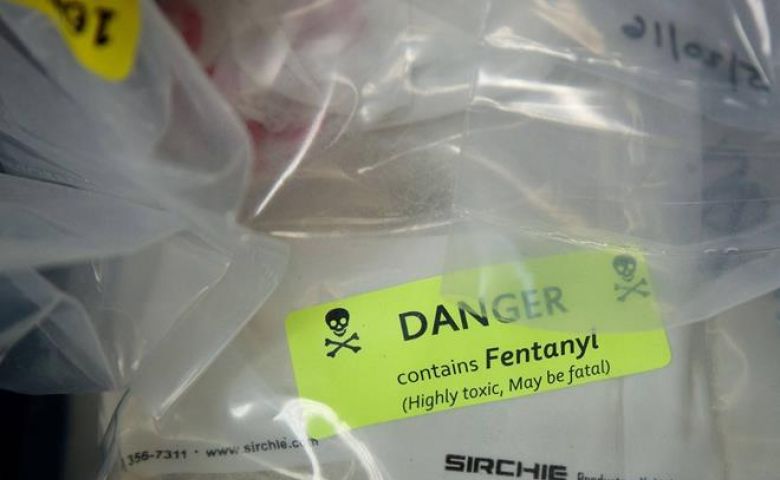 DANGER
contains Fentanyl
(Highly toxic, May be fatal)
356-7311 · www.sirchie.com
SIRCHIE